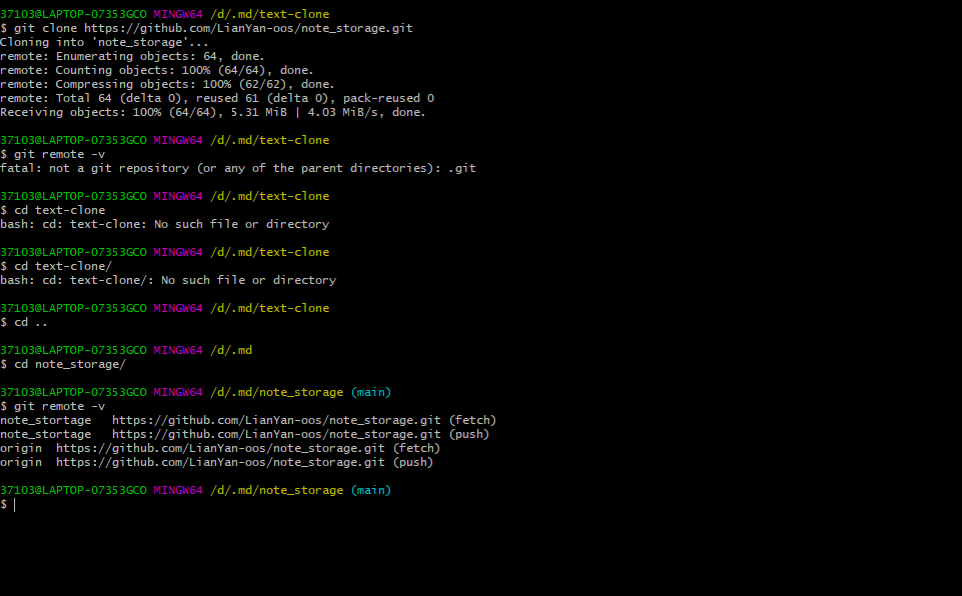 37103@LAPTOP-O7353GCO MINGW64 /d/.md/text-clone
$ git clone https://github.com/LianYan-oos/note_storage.git
Cloning into 'note_storage'...
remote: Enumerating objects: 64, done.
remote: Counting objects: 100% (64/64), done.
remote: Compressing objects: 100% (62/62), done.
remote: Total 64 (delta 0), reused 61 (delta 0), pack-reused 0
Receiving objects: 100% (64/64), 5.31 MiB | 4.03 MiB/s, done.
37103@LAPTOP-O7353GCO MINGW64 /d/.md/text-clone
$ git remote -v
fatal: not a git repository (or any of the parent directories): .git
37103@LAPTOP-O7353GCO MINGW64 /d/.md/text-clone
$ cd text-clone
bash: cd: text-clone: No such file or directory
37103@LAPTOP-O7353GCO MINGW64 /d/.md/text-clone
$ cd text-clone/
bash: cd: text-clone/: No such file or directory
37103@LAPTOP-O7353GCO MINGW64 /d/.md/text-clone
$ cd ..
37103@LAPTOP-O7353GCO MINGW64 /d/.md
$ cd note_storage/
37103@LAPTOP-O7353GCO MINGW64 /d/.md/note_storage (main)
$ git remote -v
note_stortage   https://github.com/LianYan-oos/note_storage.git (fetch)
note_stortage   https://github.com/LianYan-oos/note_storage.git (push)
origin  https://github.com/LianYan-oos/note_storage.git (fetch)
origin  https://github.com/LianYan-oos/note_storage.git (push)
37103@LAPTOP-O7353GCO MINGW64 /d/.md/note_storage (main)
$